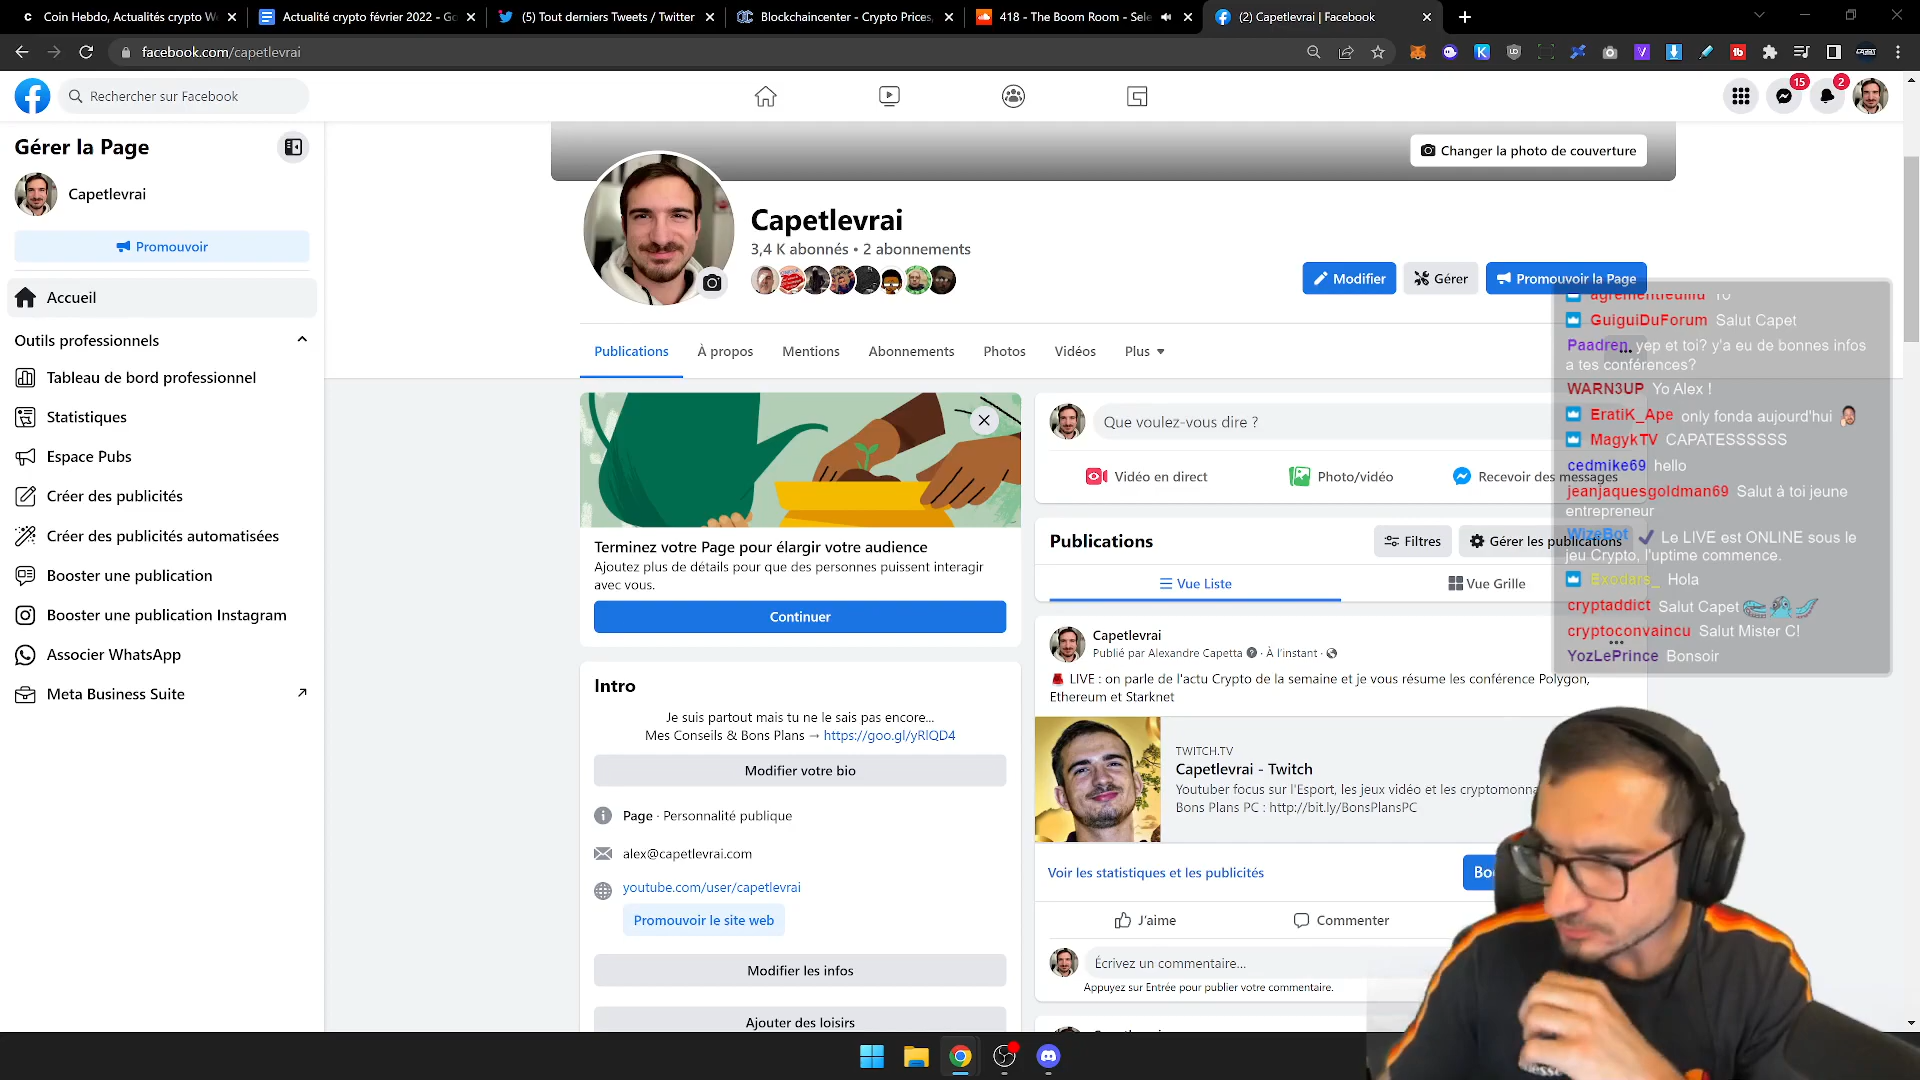 Coin Hebdo, Actualités crypto W
Actualité crypto février 2022 - Go
(5) Tout derniers Tweets / Twitter
Blockchaincenter - Crypto Prices,
418 - The Boom Room - Sele
(2) Capetlevrai | Facebook
facebook.com/capetlevrai
Rechercher sur Facebook
15
2
Gérer la Page
Capetlevrai
Promouvoir
Accueil
Outils professionnels
Tableau de bord professionnel
Statistiques
Espace Pubs
Créer des publicités
Créer des publicités automatisées
Booster une publication
Booster une publication Instagram
Associer WhatsApp
Meta Business Suite
Changer la photo de couverture
Capetlevrai
3,4 K abonnés • 2 abonnements
Modifier
Gérer
Promouvoir la Page
Publications
À propos
Mentions
Abonnements
Photos
Vidéos
Plus
Terminez votre Page pour élargir votre audience
Ajoutez plus de détails pour que des personnes puissent interagir
avec vous.
Continuer
Intro
Je suis partout mais tu ne le sais pas encore...
Mes Conseils & Bons Plans → https://goo.gl/yRlQD4
Modifier votre bio
Page · Personnalité publique
alex@capetlevrai.com
youtube.com/user/capetlevrai
Promouvoir le site web
Modifier les infos
Ajouter des loisirs
Que voulez-vous dire ?
Vidéo en direct
Photo/vidéo
Recevoir des messages
Publications
Filtres
Gérer les publications
Vue Liste
Vue Grille
Capetlevrai
Publié par Alexandre Capetta · À l'instant ·
LIVE : on parle de l'actu Crypto de la semaine et je vous résume les conférence Polygon,
Ethereum et Starknet
TWITCH.TV
Capetlevrai - Twitch
Youtuber focus sur l'Esport, les jeux vidéo et les cryptomonna
Bons Plans PC : http://bit.ly/BonsPlansPC
Voir les statistiques et les publicités
Bo
J'aime
Commenter
Écrivez un commentaire...
Appuyez sur Entrée pour publier votre commentaire.
Yo
GuiguiDuForum Salut Capet
Paadren yep et toi? y'a eu de bonnes infos
a tes conférences?
WARN3UP Yo Alex !
EratiK_Ape only fonda aujourd'hui
MagykTV CAPATESSSSSS
cedmike69 hello
jeanjaquesgoldman69 Salut à toi jeune
entrepreneur
WizeBot Le LIVE est ONLINE sous le
jeu Crypto, l'uptime commence.
Exodars_ Hola
cryptaddict Salut Capet
cryptoconvaincu Salut Mister C!
YozLePrince Bonsoir